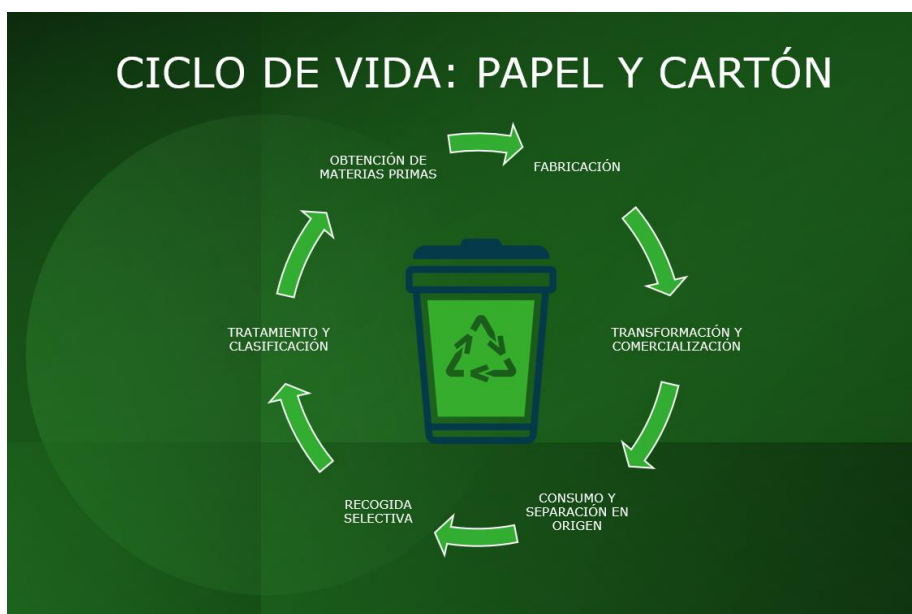 CICLO DE VIDA: PAPEL Y CARTÓN
OBTENCIÓN DE
MATERIAS PRIMAS
FABRICACIÓN
TRANSFORMACIÓN Y
COMERCIALIZACIÓN
CONSUMO Y
SEPARACIÓN EN
ORIGEN
RECOGIDA
SELECTIVA
TRATAMIENTO Y
CLASIFICACIÓN